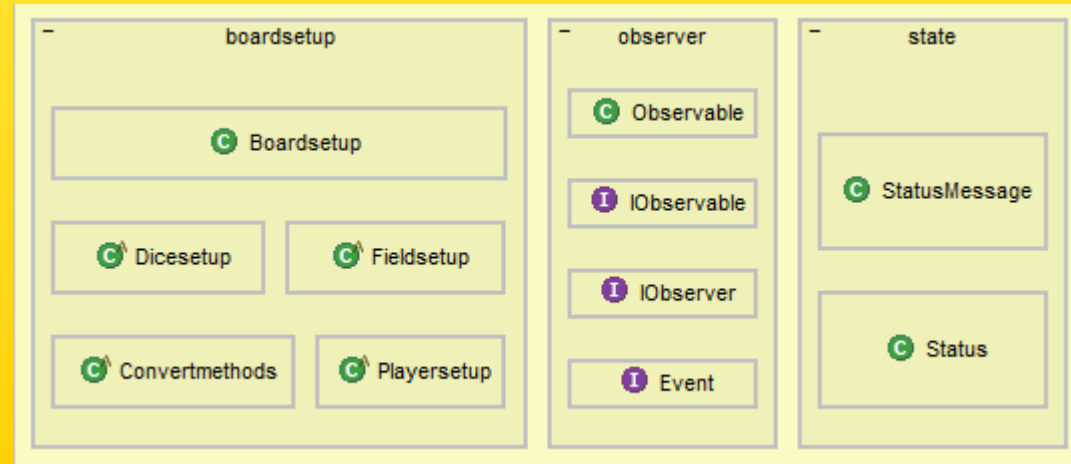 boardsetup
C Boardsetup
C Dicesetup
C Fieldsetup
C Convertmethods
C Playersetup
observer
C Observable
I IObservable
I IObserver
I Event
state
C StatusMessage
C Status